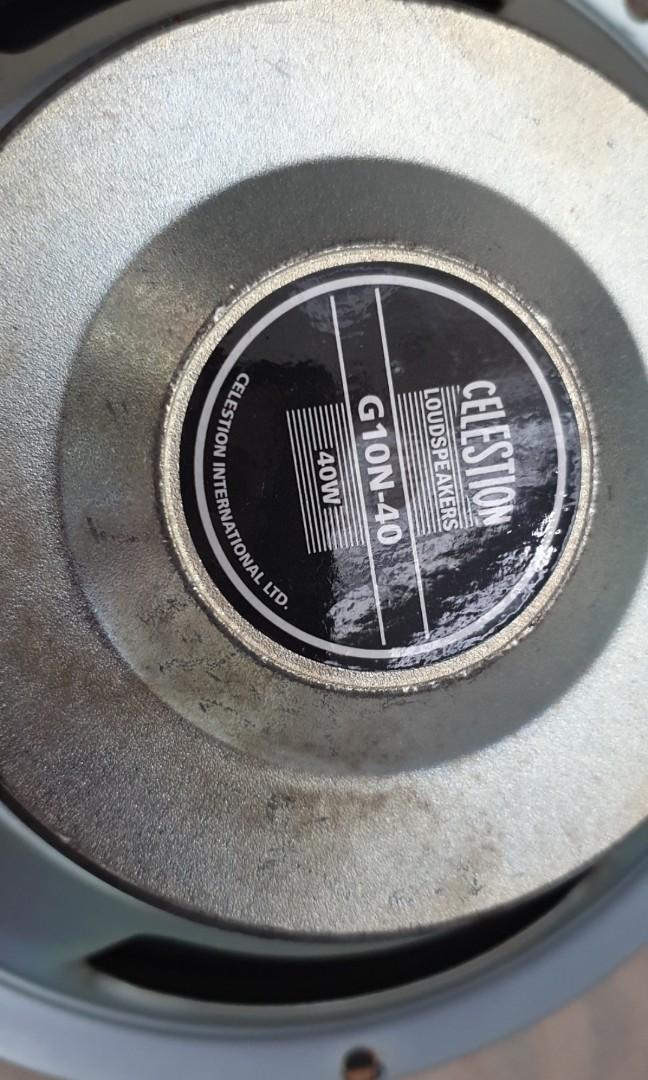 CELESTION
LOUDSPEAKERS
G10N-40
40W
CELESTION INTERNATIONAL LTD.